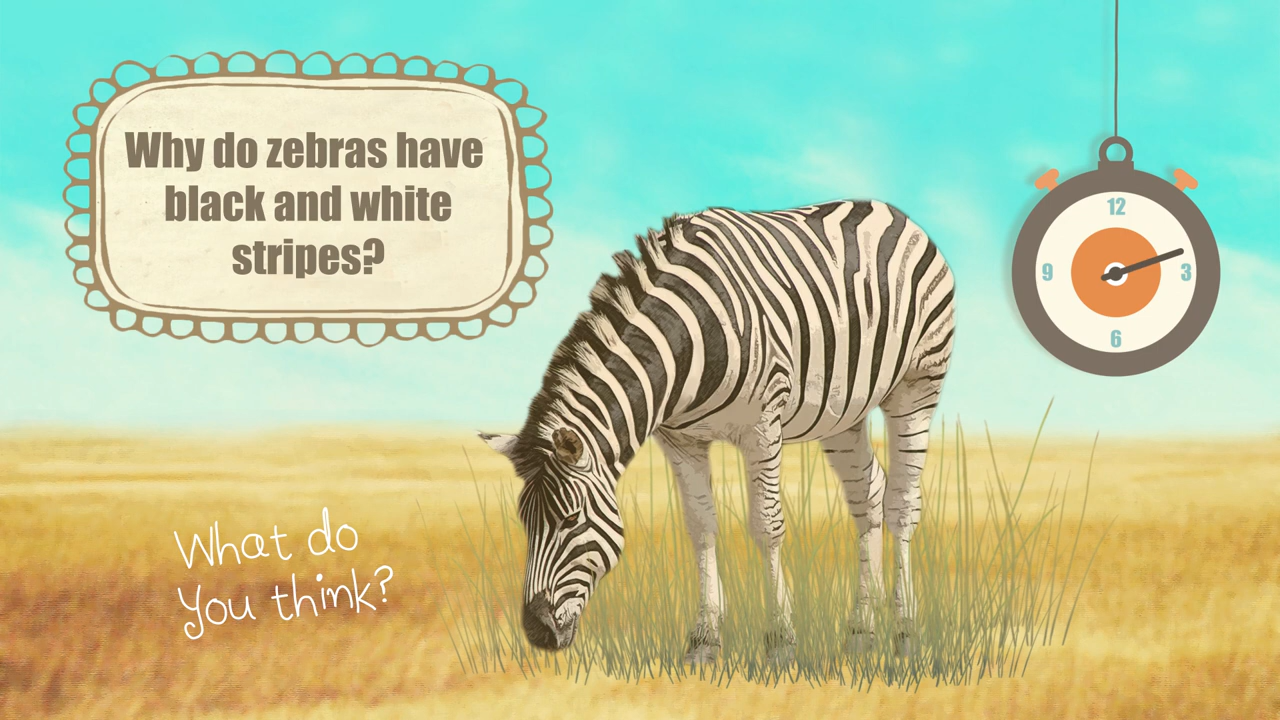 Why do zebras have
black and white
stripes?
12
9
3
6
What do
You think?